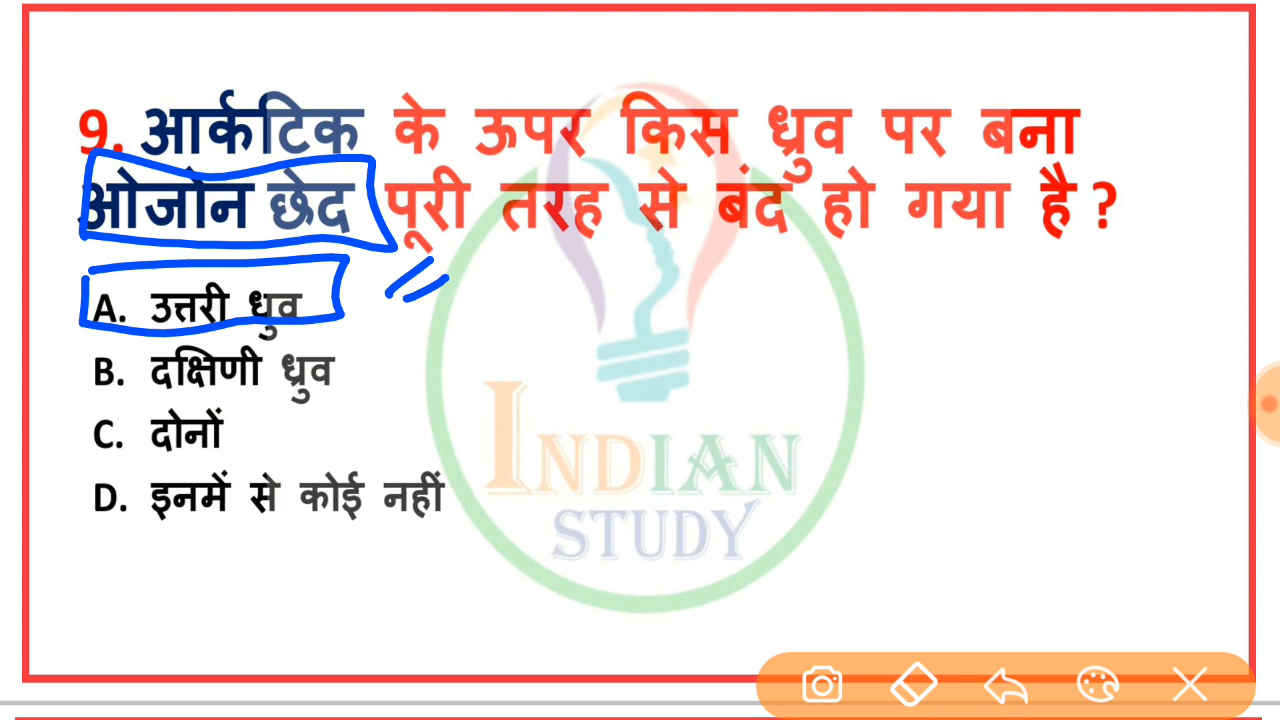 9. आर्कटिक के ऊपर किस ध्रुव पर बना
ओजोन छेद पूरी तरह से बंद हो गया है ?
A. उत्तरी ध्रुव
B. दक्षिणी ध्रुव
C. दोनों
D. इनमें से कोई नहीं
INDIAN
STUDY